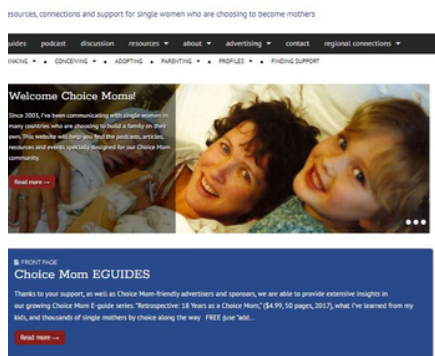 esources, connections and support for single women who are choosing to become mothers
uides podcast discussion resources about advertising contact regional connections
INKING • CONCEIVING • ADOPTING • PARENTING • PROFILES • FINDING SUPPORT
Welcome Choice Moms!
Since 2003, I've been communicating with single women in
many countries who are choosing to build a family on their
own. This website will help you find the podcasts, articles,
resources and events specially designed for our Choice Mom
community.
Read more →
FRONT PAGE
Choice Mom EGUIDES
Thanks to your support, as well as Choice Mom-friendly advertisers and sponsors, we are able to provide extensive insights in
our growing Choice Mom E-guide series. "Retrospective: 18 Years as a Choice Mom," ($4.99, 50 pages, 2017), what I've learned from my
kids, and thousands of single mothers by choice along the way FREE (use "add...
Read more →